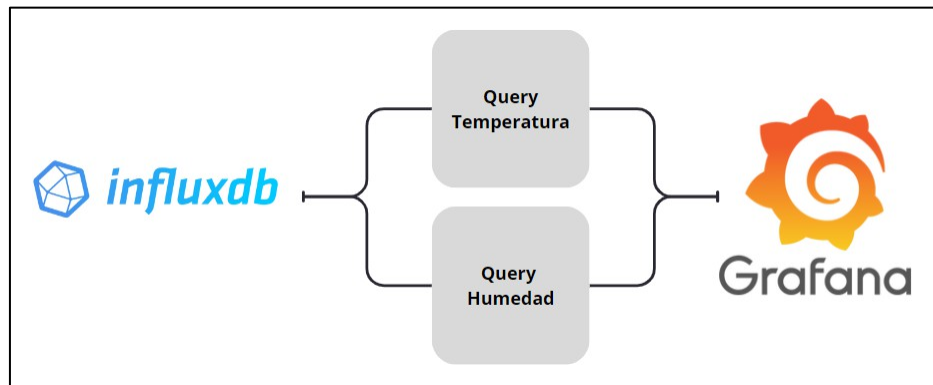 influxdb
Query
Temperatura
Query
Humedad
Grafana